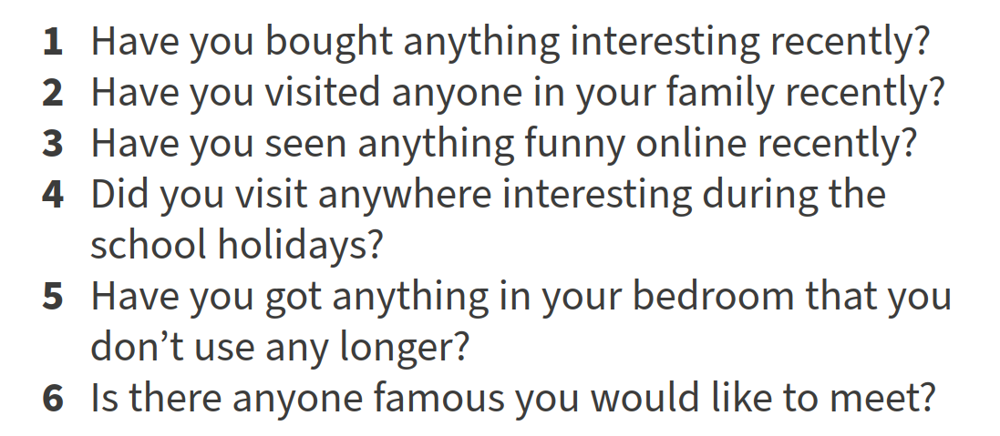 1 Have you bought anything interesting recently?
2 Have you visited anyone in your family recently?
3 Have you seen anything funny online recently?
4 Did you visit anywhere interesting during the
school holidays?
5 Have you got anything in your bedroom that you
don’t use any longer?
6 Is there anyone famous you would like to meet?